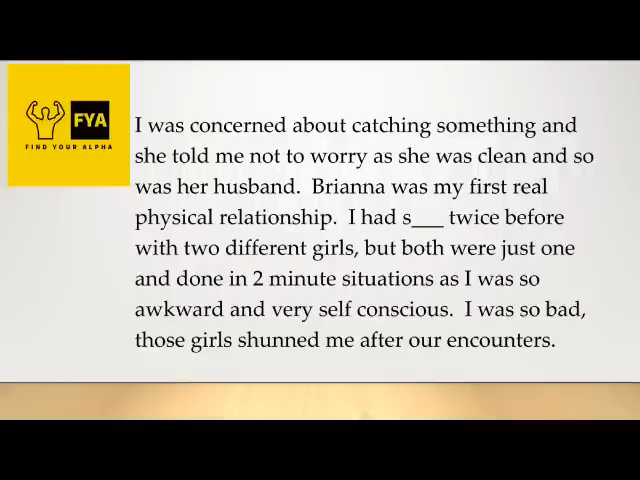 FYA
FIND YOUR ALPHA
I was concerned about catching something and
she told me not to worry as she was clean and so
was her husband.  Brianna was my first real
physical relationship.  I had s___ twice before
with two different girls, but both were just one
and done in 2 minute situations as I was so
awkward and very self conscious.  I was so bad,
those girls shunned me after our encounters.